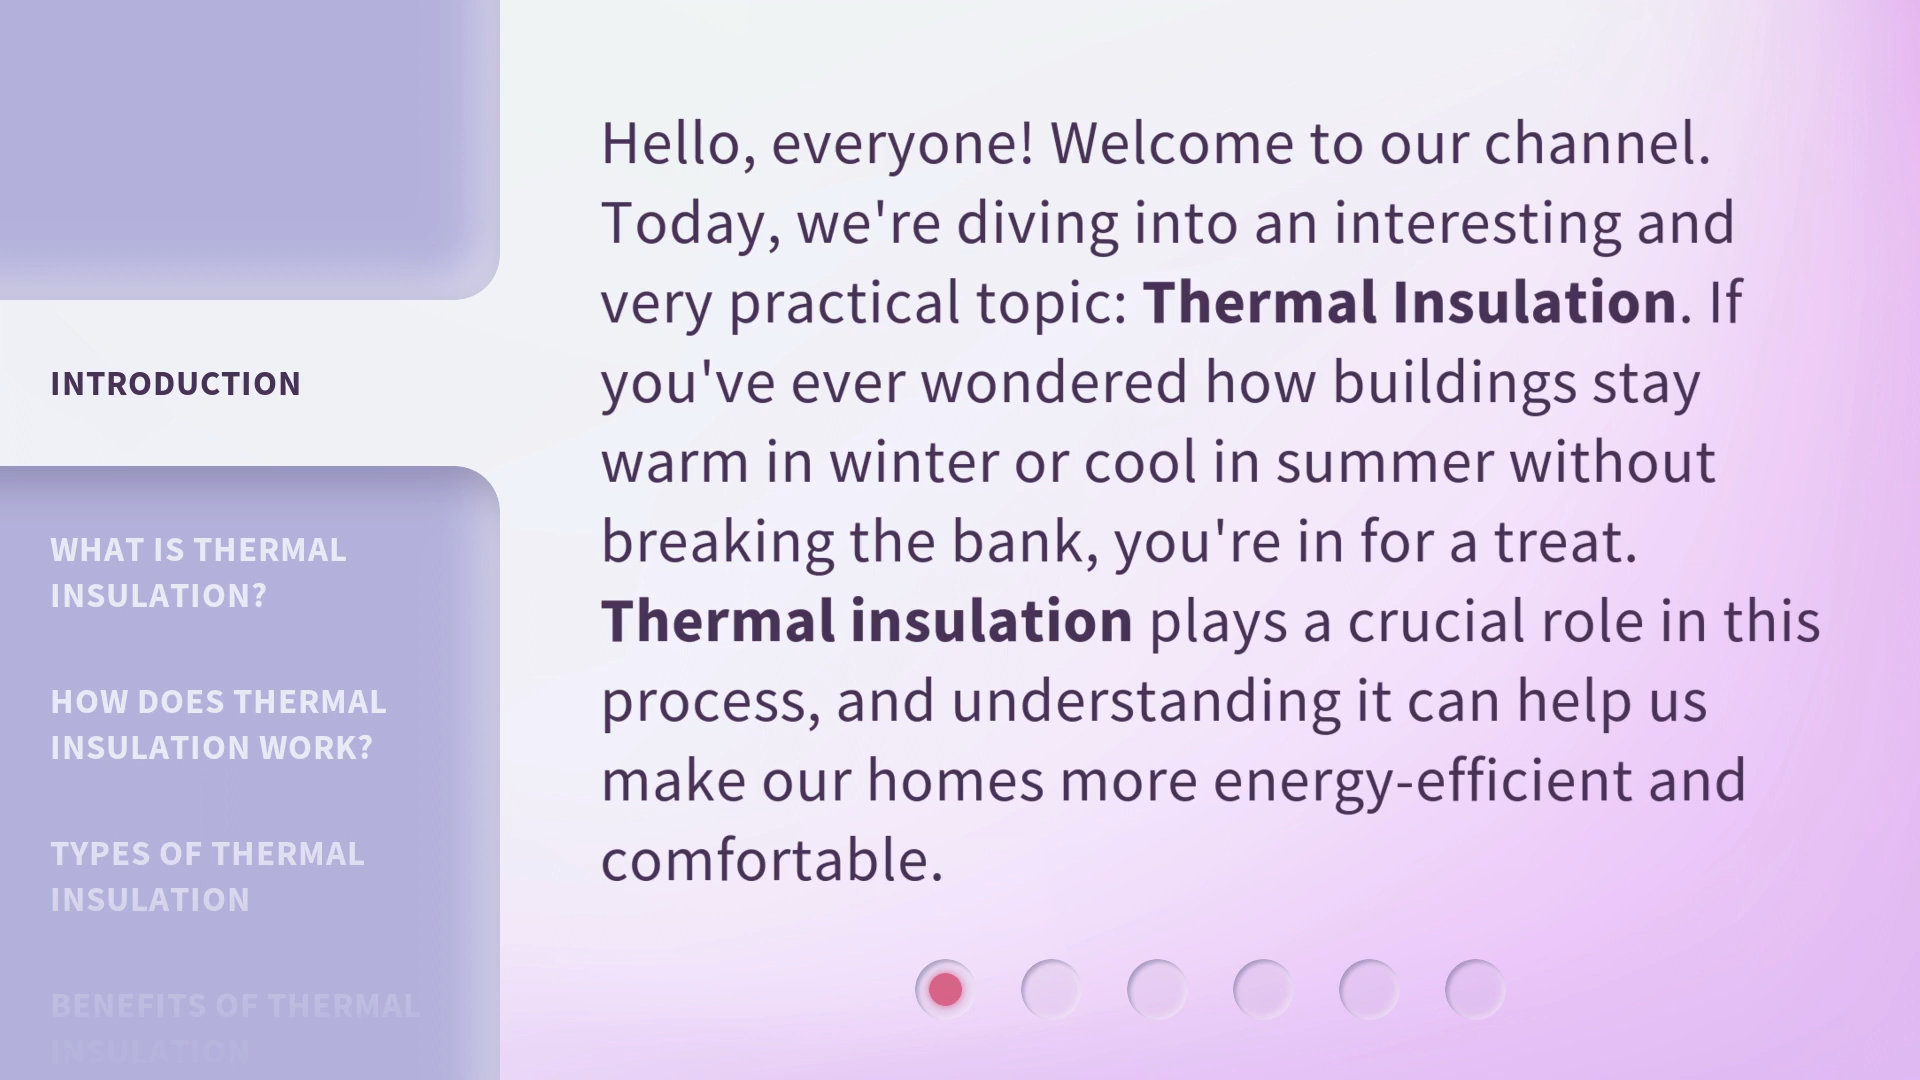 INTRODUCTION
WHAT IS THERMAL
INSULATION?
HOW DOES THERMAL
INSULATION WORK?
TYPES OF THERMAL
INSULATION
BENEFITS OF THERMAL
INSULATION
Hello, everyone! Welcome to our channel.
Today, we're diving into an interesting and
very practical topic: Thermal Insulation. If
you've ever wondered how buildings stay
warm in winter or cool in summer without
breaking the bank, you're in for a treat.
Thermal insulation plays a crucial role in this
process, and understanding it can help us
make our homes more energy-efficient and
comfortable.